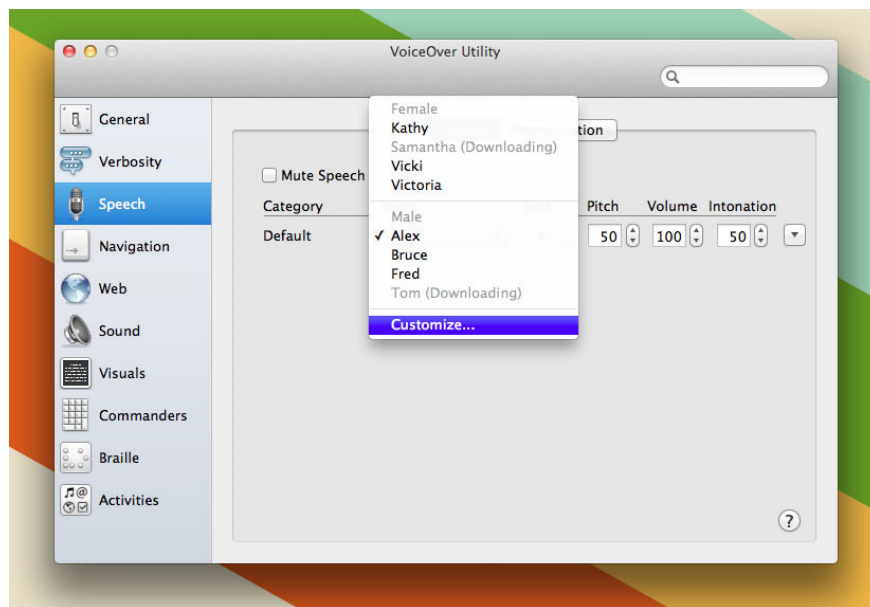 VoiceOver Utility
General
Verbosity
Speech
Navigation
Web
Sound
Visuals
Commanders
Braille
Activities
Mute Speech
Category Pitch Volume Intonation
Default 50 100 50
Female
Kathy
Samantha (Downloading)
Vicki
Victoria
Male
✓ Alex
Bruce
Fred
Tom (Downloading)
Customize...
?